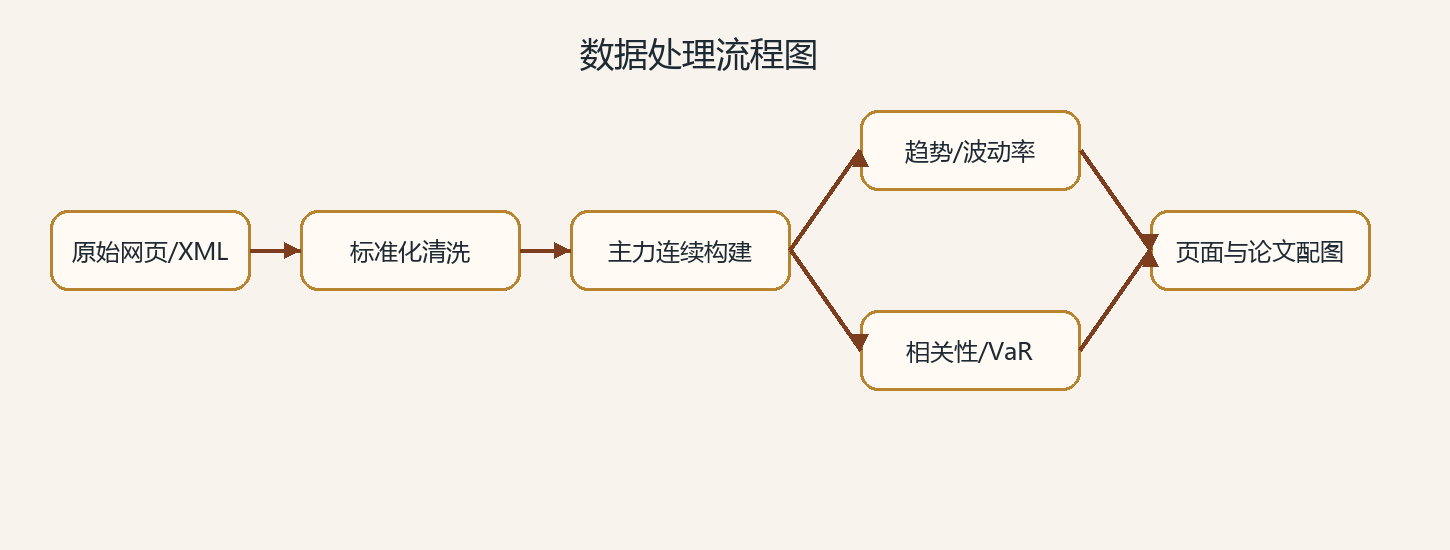 数据处理流程图
原始网页/XML
标准化清洗
主力连续构建
趋势/波动率
相关性/VaR
页面与论文配图